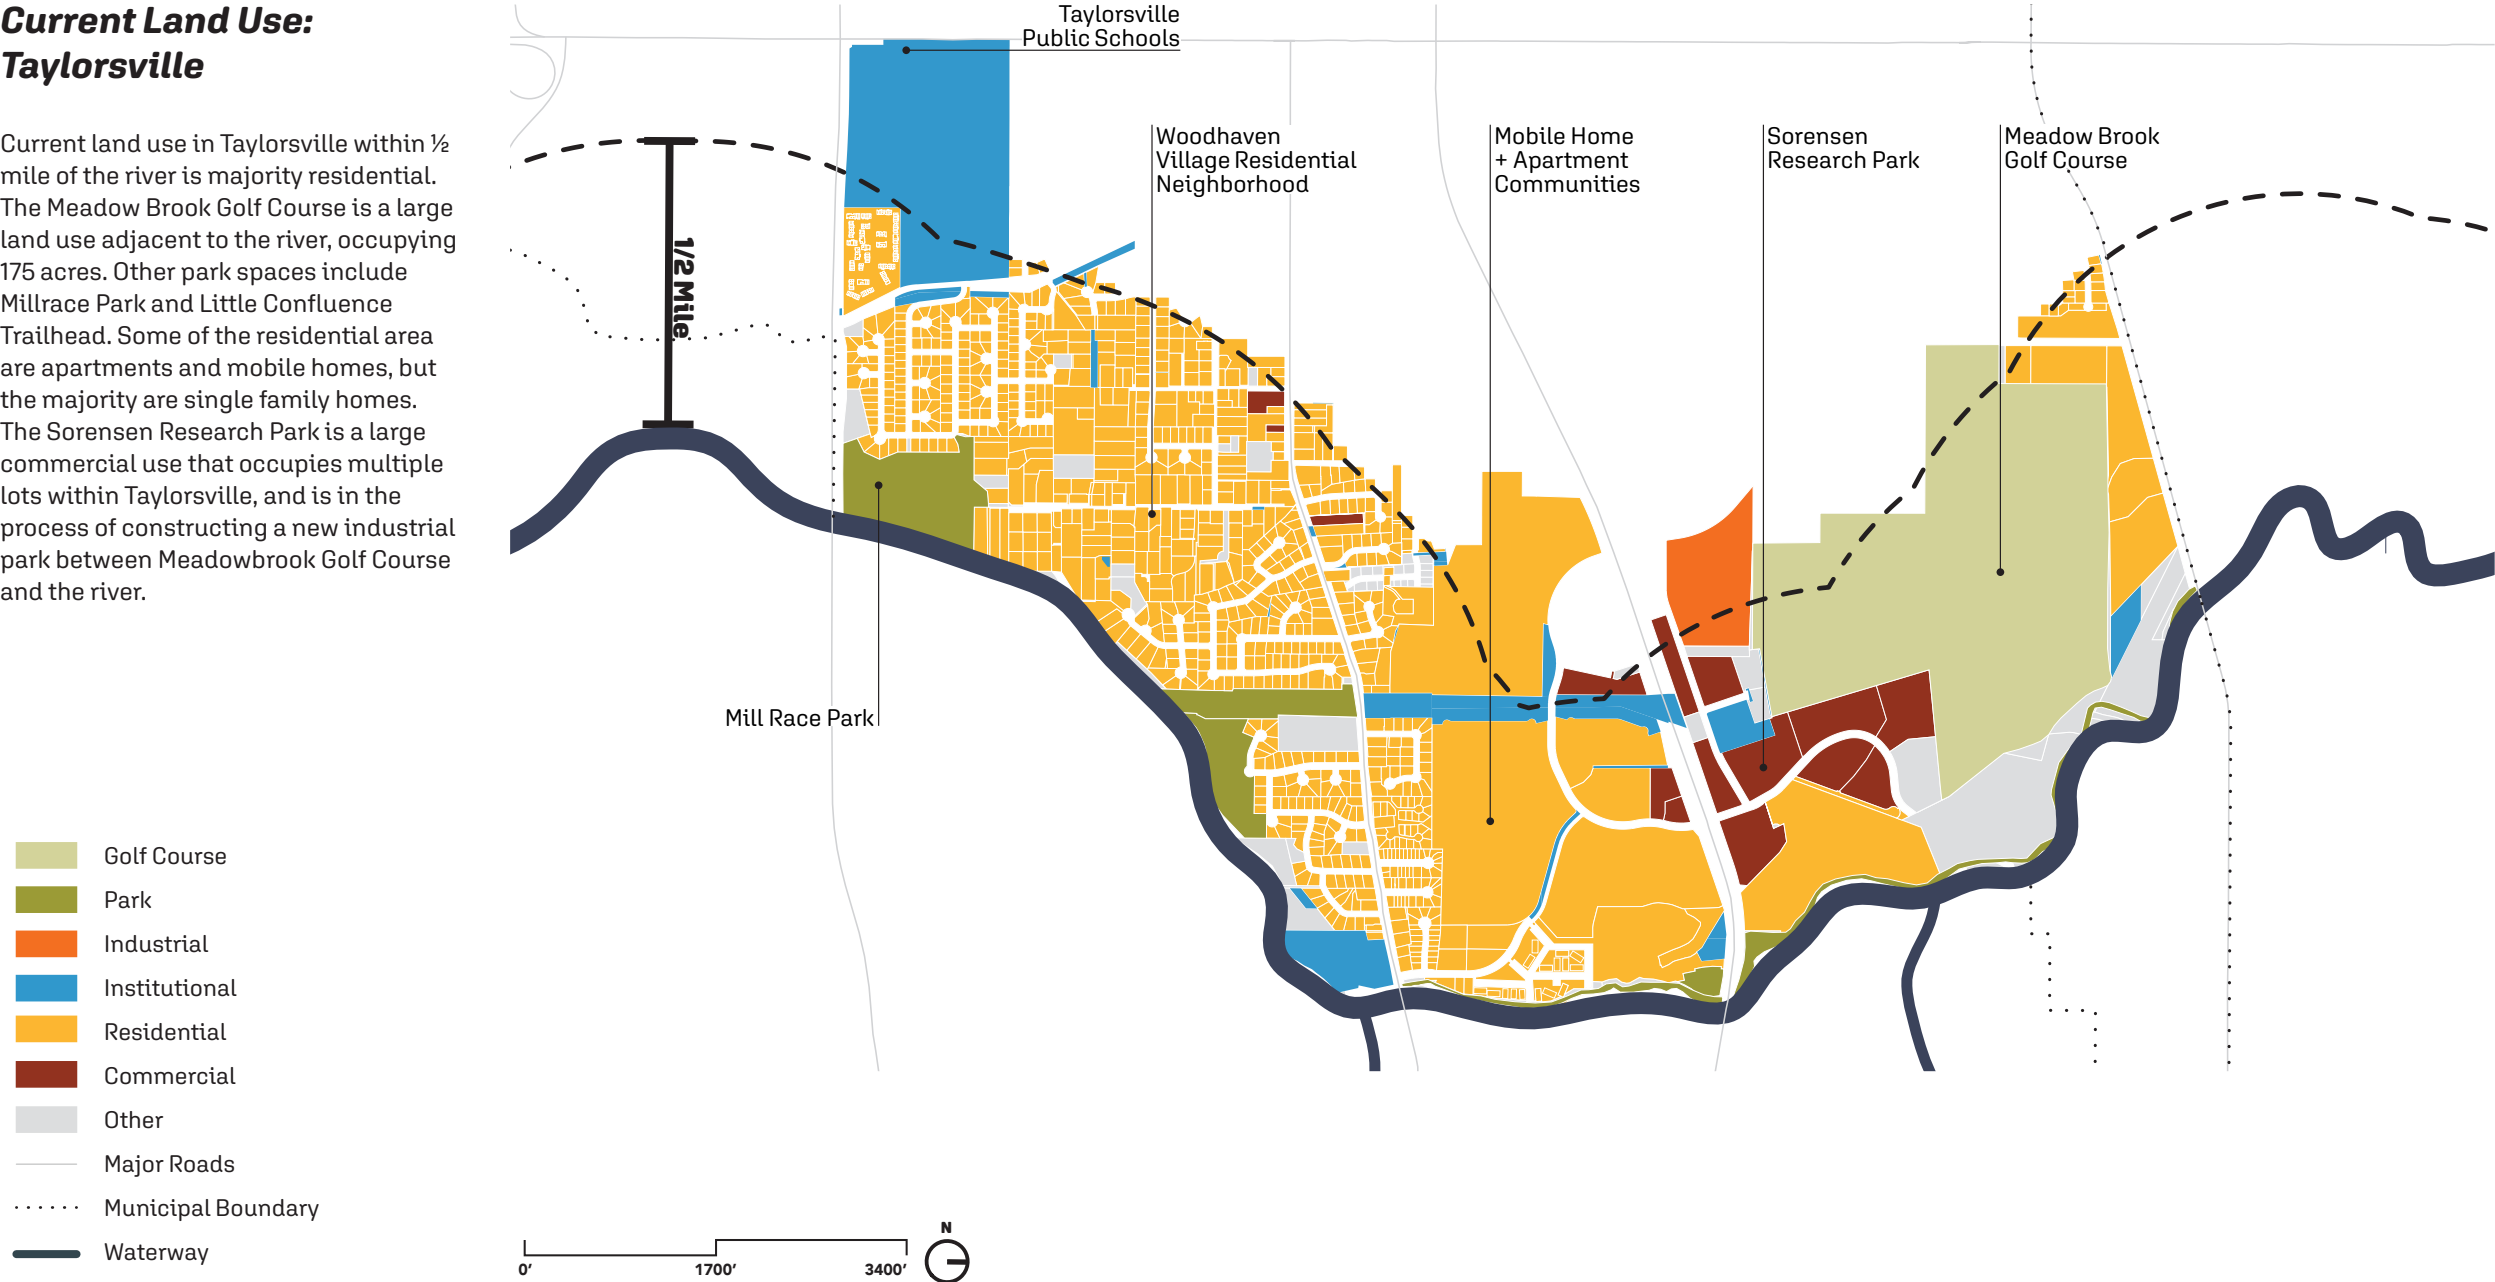 Current Land Use:
Taylorsville
Current land use in Taylorsville within ½
mile of the river is majority residential.
The Meadow Brook Golf Course is a large
land use adjacent to the river, occupying
175 acres. Other park spaces include
Millrace Park and Little Confluence
Trailhead. Some of the residential area
are apartments and mobile homes, but
the majority are single family homes.
The Sorensen Research Park is a large
commercial use that occupies multiple
lots within Taylorsville, and is in the
process of constructing a new industrial
park between Meadowbrook Golf Course
and the river.
Golf Course
Park
Industrial
Institutional
Residential
Commercial
Other
Major Roads
Municipal Boundary
Waterway
Taylorsville
Public Schools
Woodhaven
Village Residential
Neighborhood
Mobile Home
+ Apartment
Communities
Sorensen
Research Park
Meadow Brook
Golf Course
1/2 Mile
Mill Race Park
0’
1700’
3400’
N